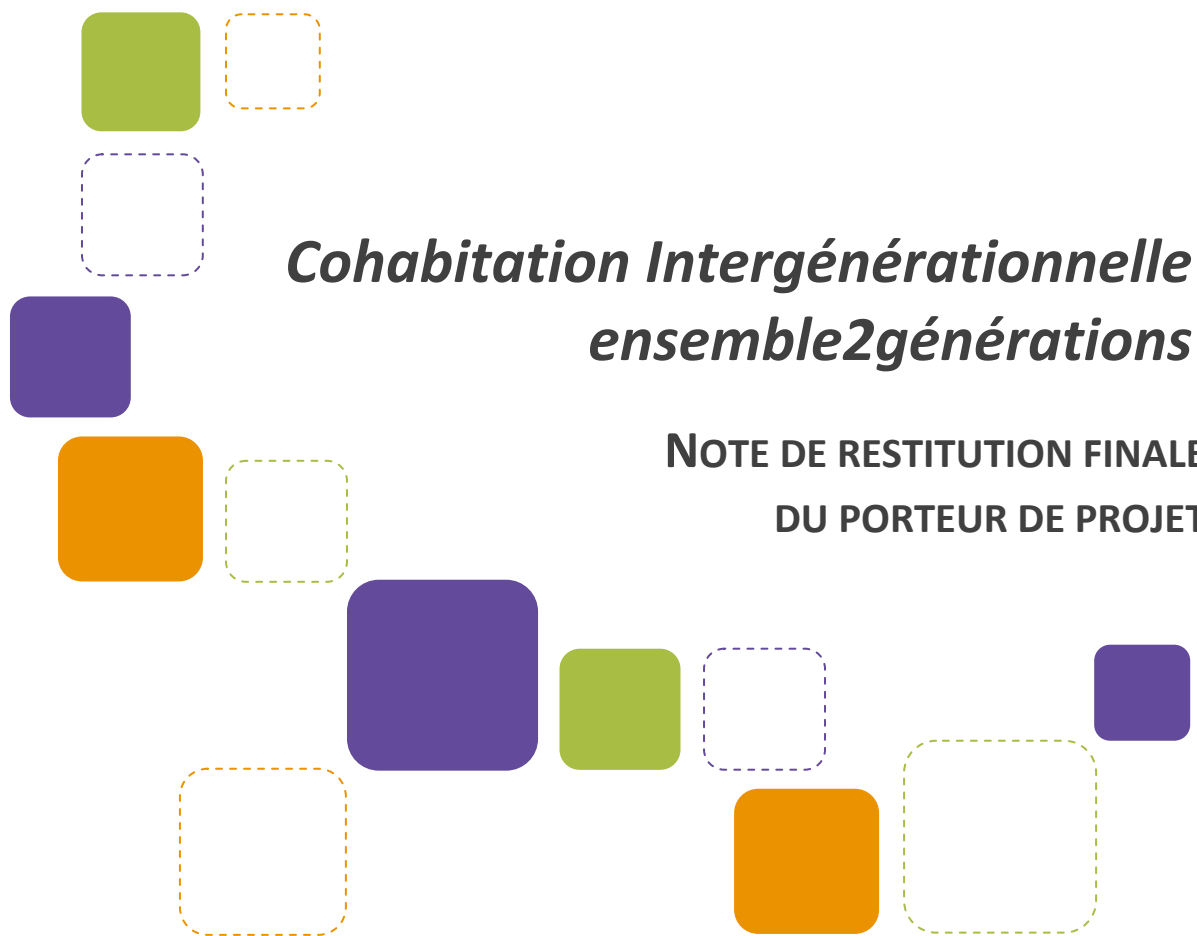 Cohabitation Intergénérationnelle
ensemble2générations
NOTE DE RESTITUTION FINALE
DU PORTEUR DE PROJET